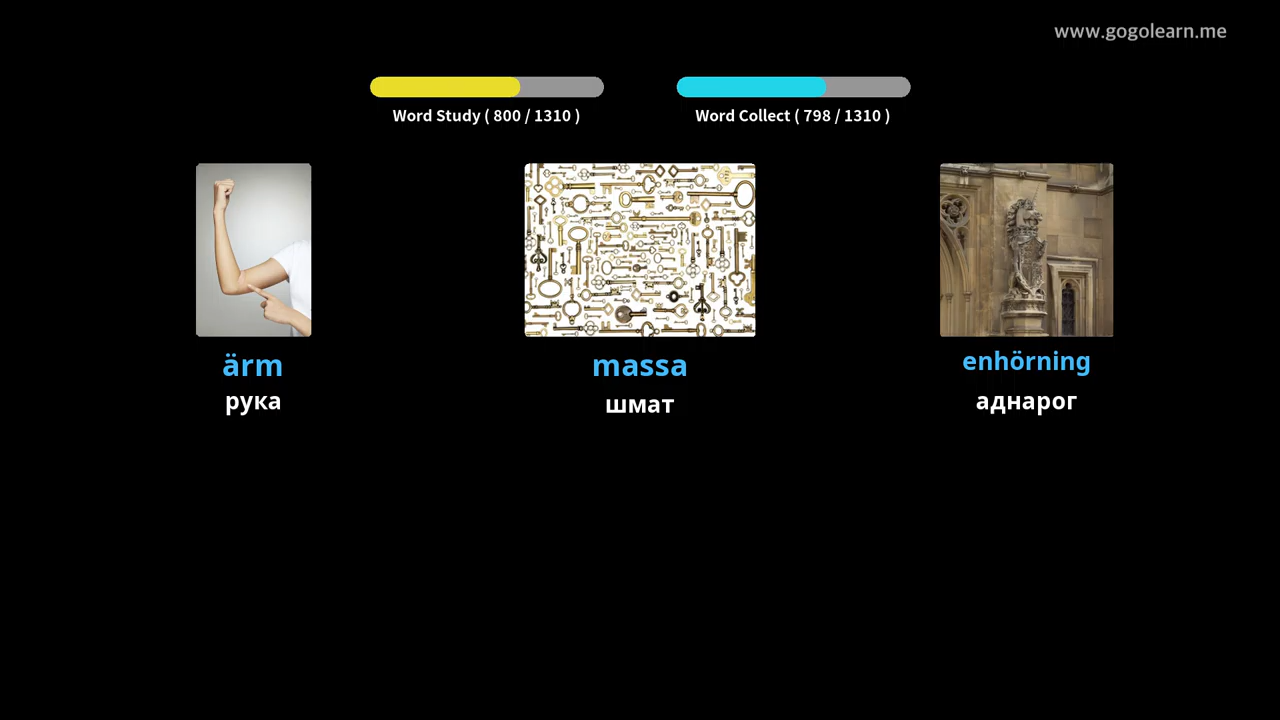 www.gogolearn.me
Word Study ( 800 / 1310 )
Word Collect ( 798 / 1310 )
ärm
massa
enhörning
рука
шмат
аднарог